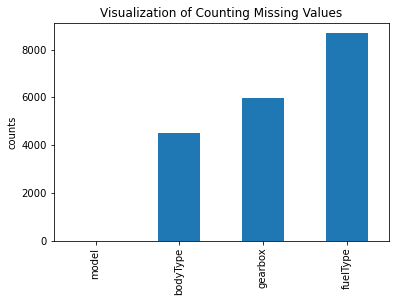 Visualization of Counting Missing Values
8000
6000
4000
2000
0
counts
model
bodyType
gearbox
fuelType